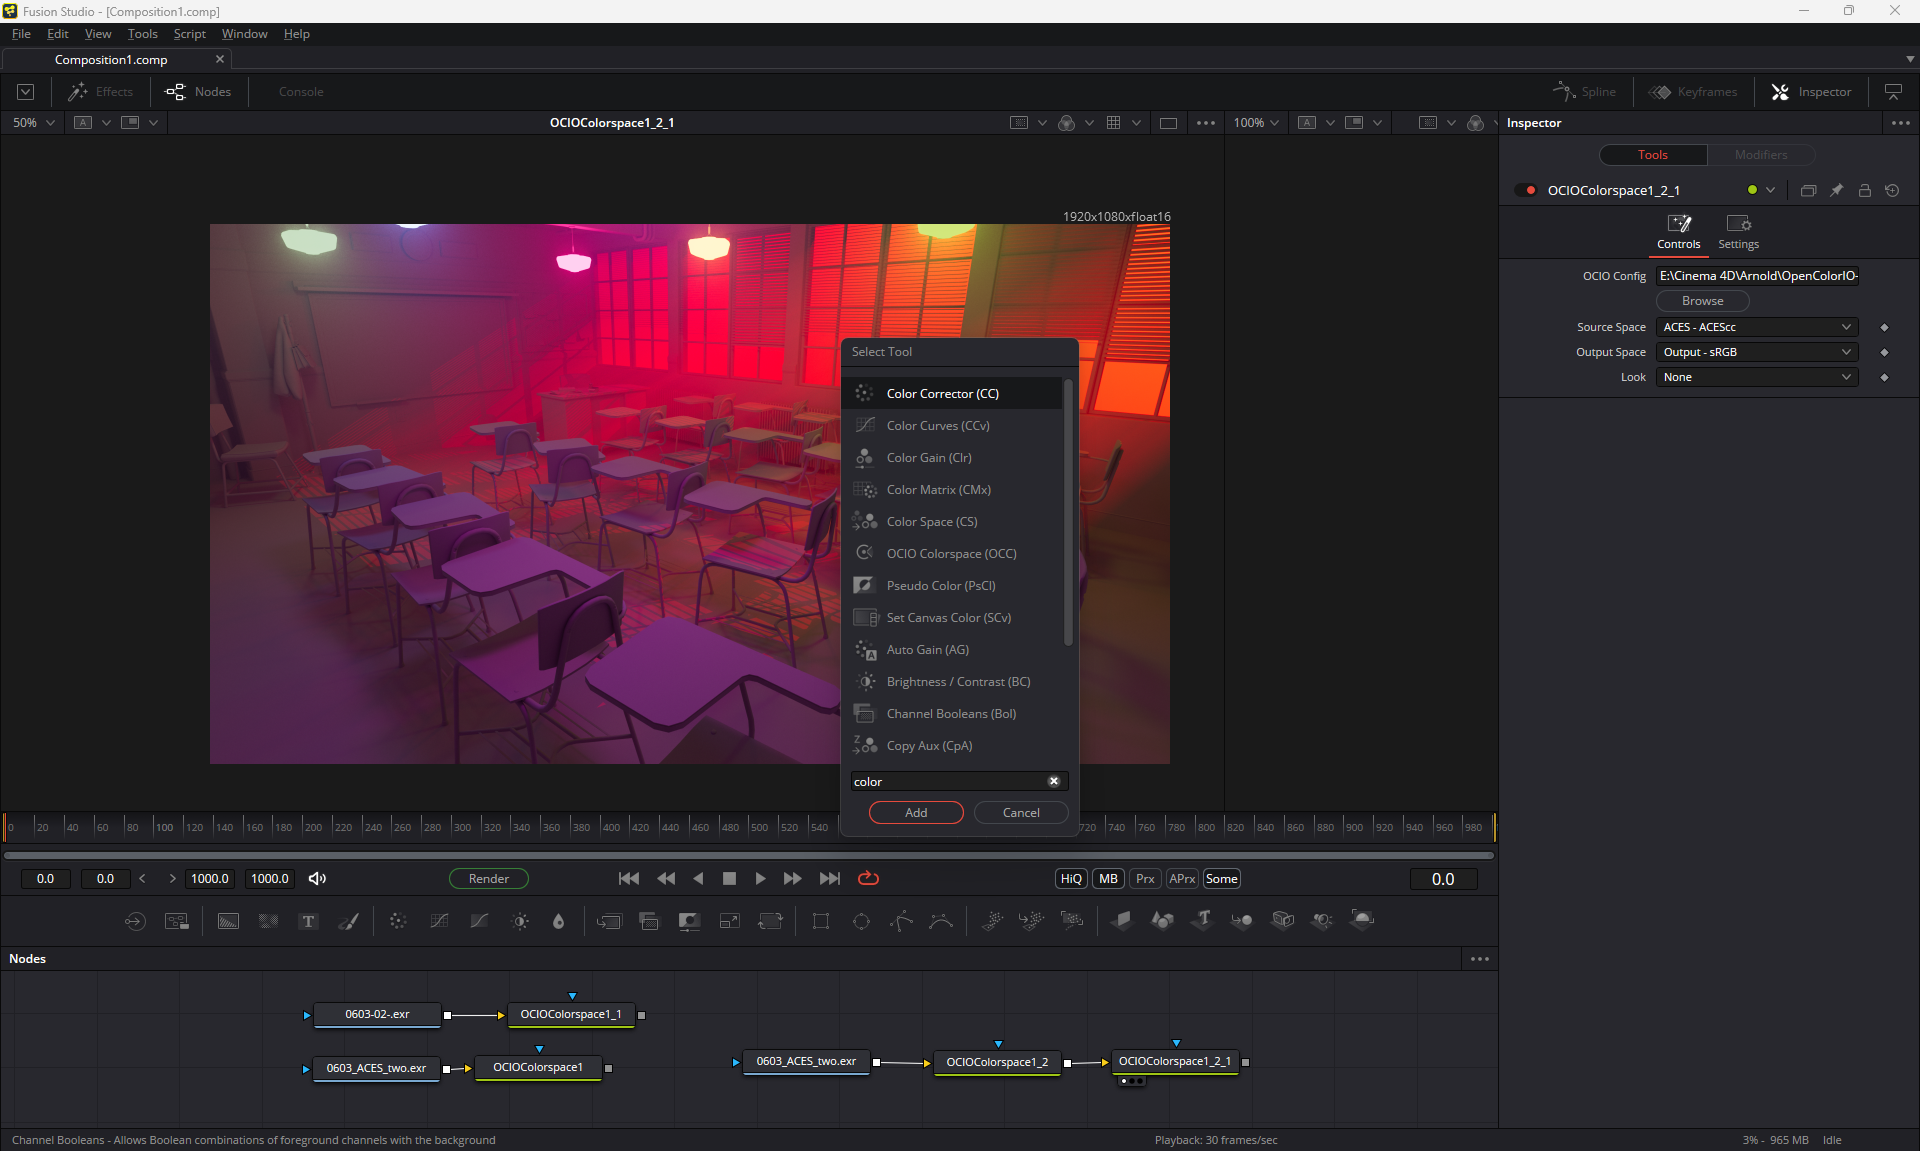 Fusion Studio - [Composition1.comp]
File Edit View Tools Script Window Help
Composition1.comp
Effects Nodes Console Spline Keyframes Inspector
50% A OCIOColorspace1_2_1 100% A Inspector
Tools Modifiers
OCIOColorspace1_2_1
1920x1080xfloat16
Controls Settings
OCIO Config E:\Cinema 4D\Arnold\OpenColorIO-
Browse
Source Space ACES - ACEScc
Output Space Output - sRGB
Look None
Select Tool
Color Corrector (CC)
Color Curves (CCv)
Color Gain (Clr)
Color Matrix (CMx)
Color Space (CS)
OCIO Colorspace (OCC)
Pseudo Color (PsCl)
Set Canvas Color (SCv)
Auto Gain (AG)
Brightness / Contrast (BC)
Channel Booleans (Bol)
Copy Aux (CpA)
color
Add Cancel
0 20 40 60 80 100 120 140 160 180 200 220 240 260 280 300 320 340 360 380 400 420 440 460 480 500 520 540 720 740 760 780 800 820 840 860 880 900 920 940 960 980
0.0 0.0 < > 1000.0 1000.0 Render HiQ MB Prx APrx Some 0.0
Nodes
0603-02-.exr OCIOColorspace1_1
0603_ACES_two.exr OCIOColorspace1 0603_ACES_two.exr OCIOColorspace1_2 OCIOColorspace1_2_1
Channel Booleans - Allows Boolean combinations of foreground channels with the background Playback: 30 frames/sec 3% - 965 MB Idle